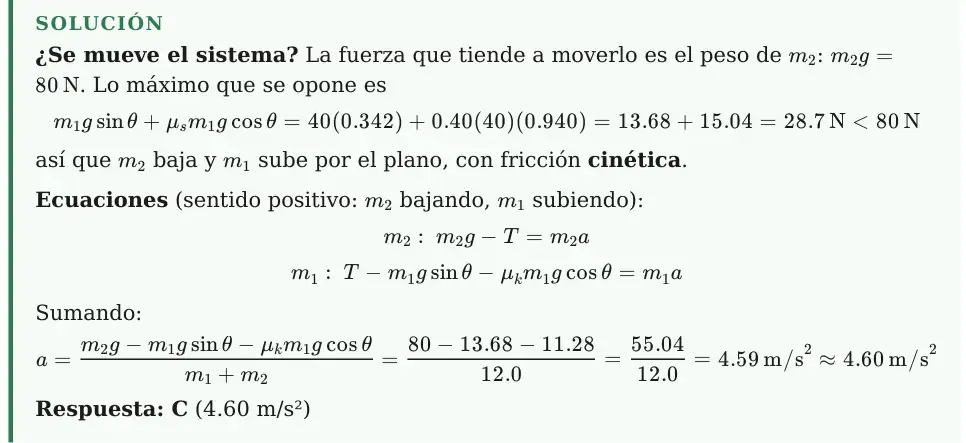 SOLUCIÓN
¿Se mueve el sistema? La fuerza que tiende a moverlo es el peso de m₂: m₂g =
80 N. Lo máximo que se opone es
m₁g sin θ + μₛm₁g cos θ = 40(0.342) + 0.40(40)(0.940) = 13.68 + 15.04 = 28.7 N < 80 N
así que m₂ baja y m₁ sube por el plano, con fricción cinética.
Ecuaciones (sentido positivo: m₂ bajando, m₁ subiendo):
m₂ : m₂g − T = m₂a
m₁ : T − m₁g sin θ − μₖm₁g cos θ = m₁a
Sumando:
a = (m₂g − m₁g sin θ − μₖm₁g cos θ)/(m₁ + m₂) = (80 − 13.68 − 11.28)/12.0 = 55.04/12.0 = 4.59 m/s² ≈ 4.60 m/s²
Respuesta: C (4.60 m/s²)